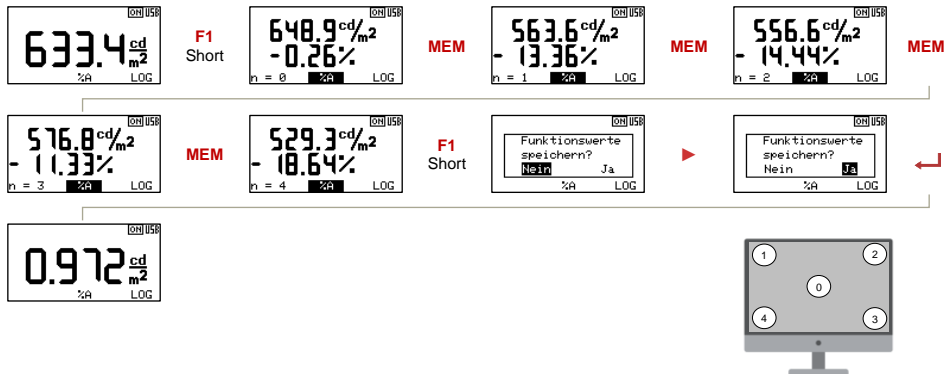 ON USB
633.4 cd/m2
%A LOG
F1
Short
ON USB
648.9 cd/m2
-0.26%
n = 0 %A LOG
MEM
ON USB
563.6 cd/m2
- 13.36%
n = 1 %A LOG
MEM
ON USB
556.6 cd/m2
- 14.44%
n = 2 %A LOG
MEM
ON USB
576.8 cd/m2
- 11.33%
n = 3 %A LOG
MEM
ON USB
529.3 cd/m2
- 18.64%
n = 4 %A LOG
F1
Short
ON USB
Funktionswerte
speichern?
Nein Ja
%A LOG
ON USB
Funktionswerte
speichern?
Nein Ja
%A LOG
ON USB
0.972 cd/m2
%A LOG
1 2
0
4 3